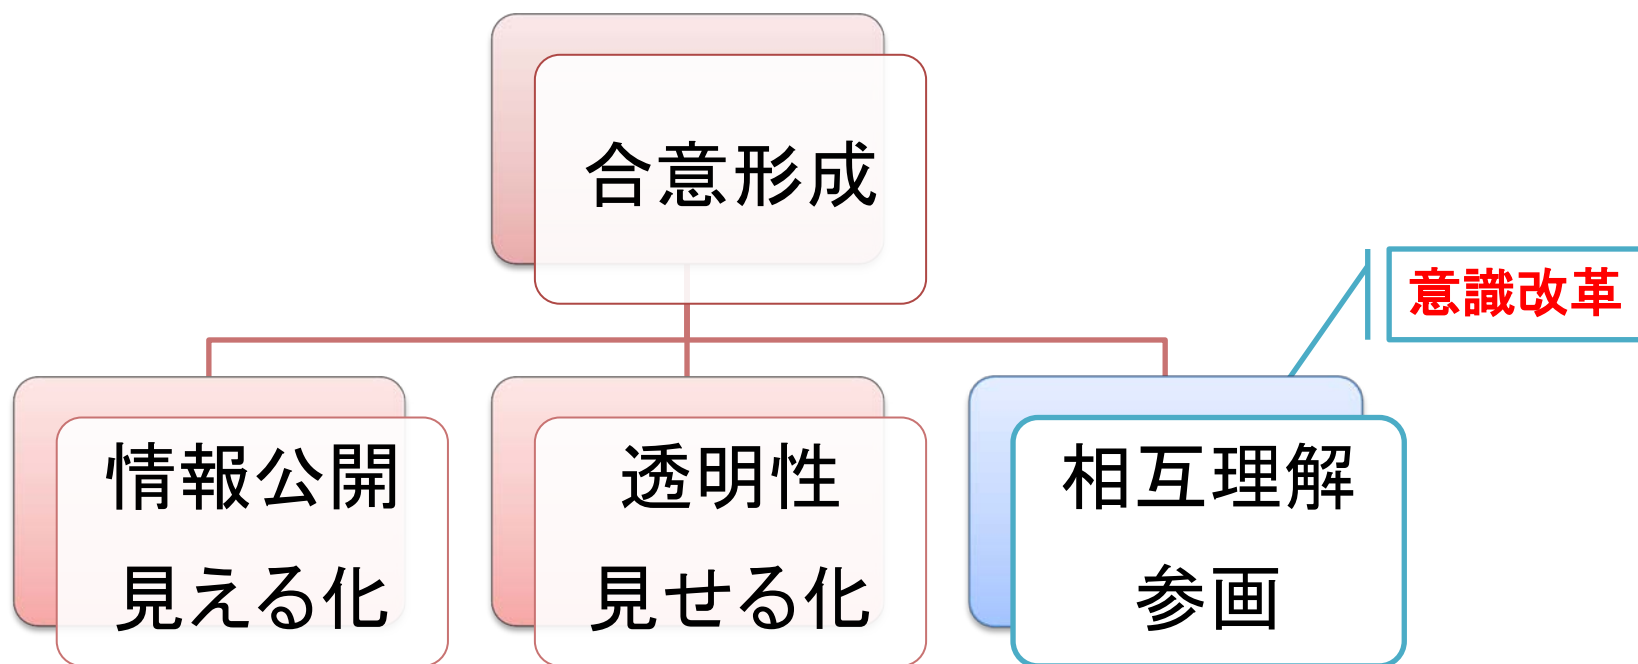 合意形成
意識改革
情報公開
見える化
透明性
見せる化
相互理解
参画